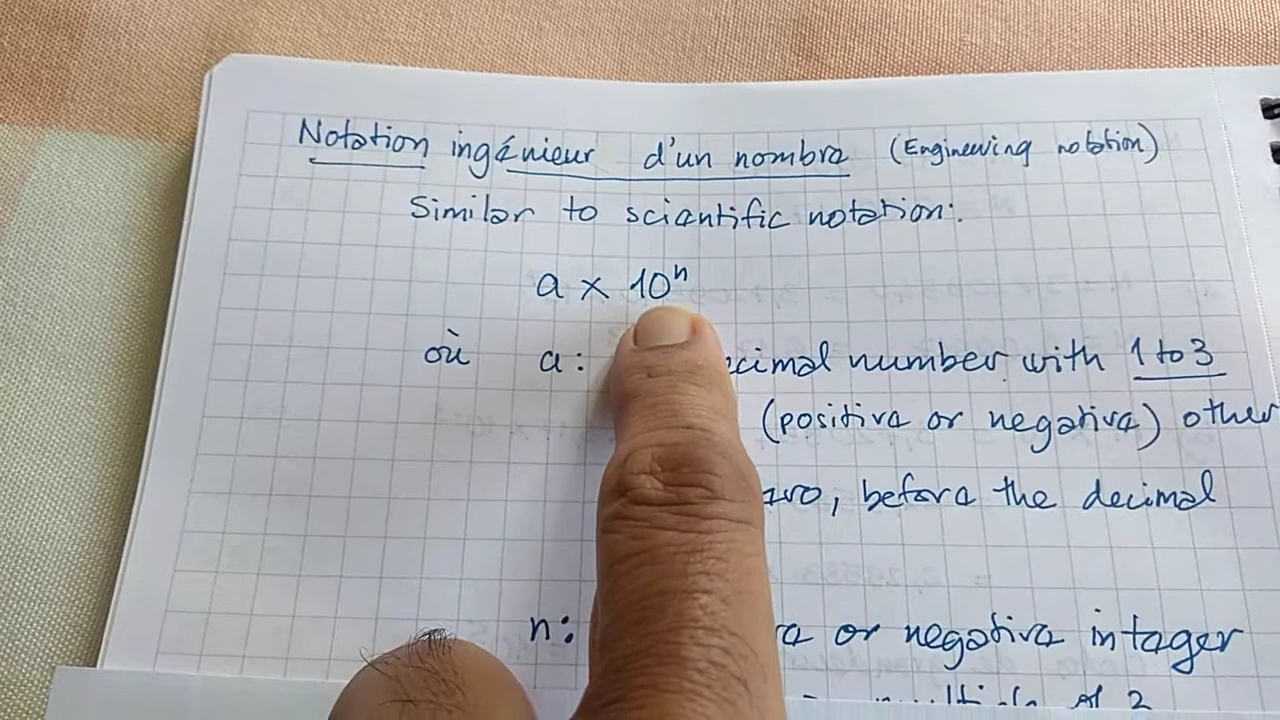 Notation ingénieur d'un nombre (Engineering notation)
Similar to scientific notation:
a × 10ⁿ
où a: decimal number with 1 to 3
(positive or negative) other
zero, before the decimal
n: or negative integer